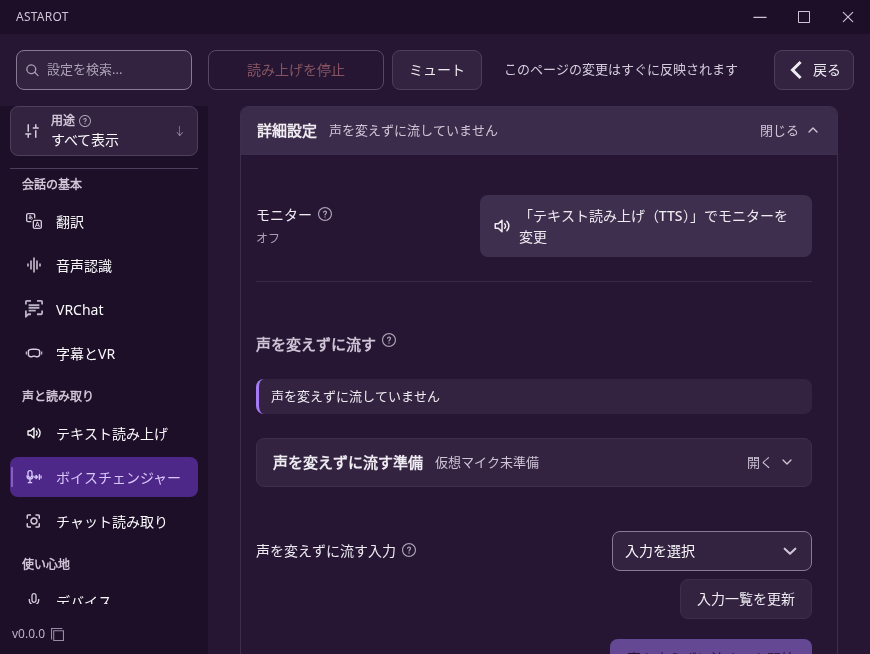 ASTAROT
設定を検索...
読み上げを停止
ミュート
このページの変更はすぐに反映されます
戻る
用途
すべて表示
会話の基本
翻訳
音声認識
VRChat
字幕とVR
声と読み取り
テキスト読み上げ
ボイスチェンジャー
チャット読み取り
使い心地
デバイス
v0.0.0
詳細設定 声を変えずに流していません
閉じる
モニター
オフ
「テキスト読み上げ（TTS）」でモニターを
変更
声を変えずに流す
声を変えずに流していません
声を変えずに流す準備 仮想マイク未準備
開く
声を変えずに流す入力
入力を選択
入力一覧を更新